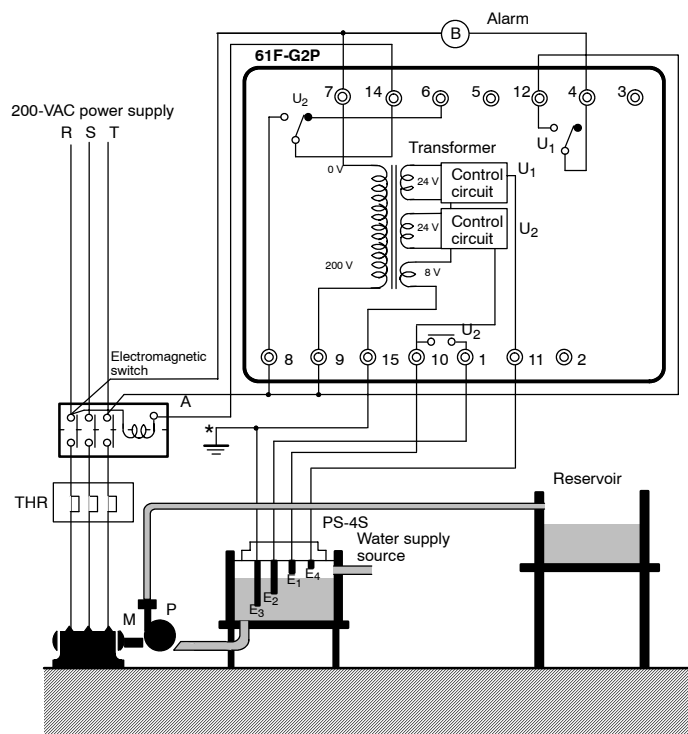 Alarm
B
61F-G2P
7
14
6
5
12
4
3
U2
U1
200-VAC power supply
R S T
Transformer
0 V
24 V
Control
circuit
U1
24 V
Control
circuit
U2
200 V
8 V
U2
Electromagnetic
switch
8
9
15
10
1
11
2
A
*
THR
Reservoir
PS-4S
Water supply
source
E4
E1
E2
E3
M
P